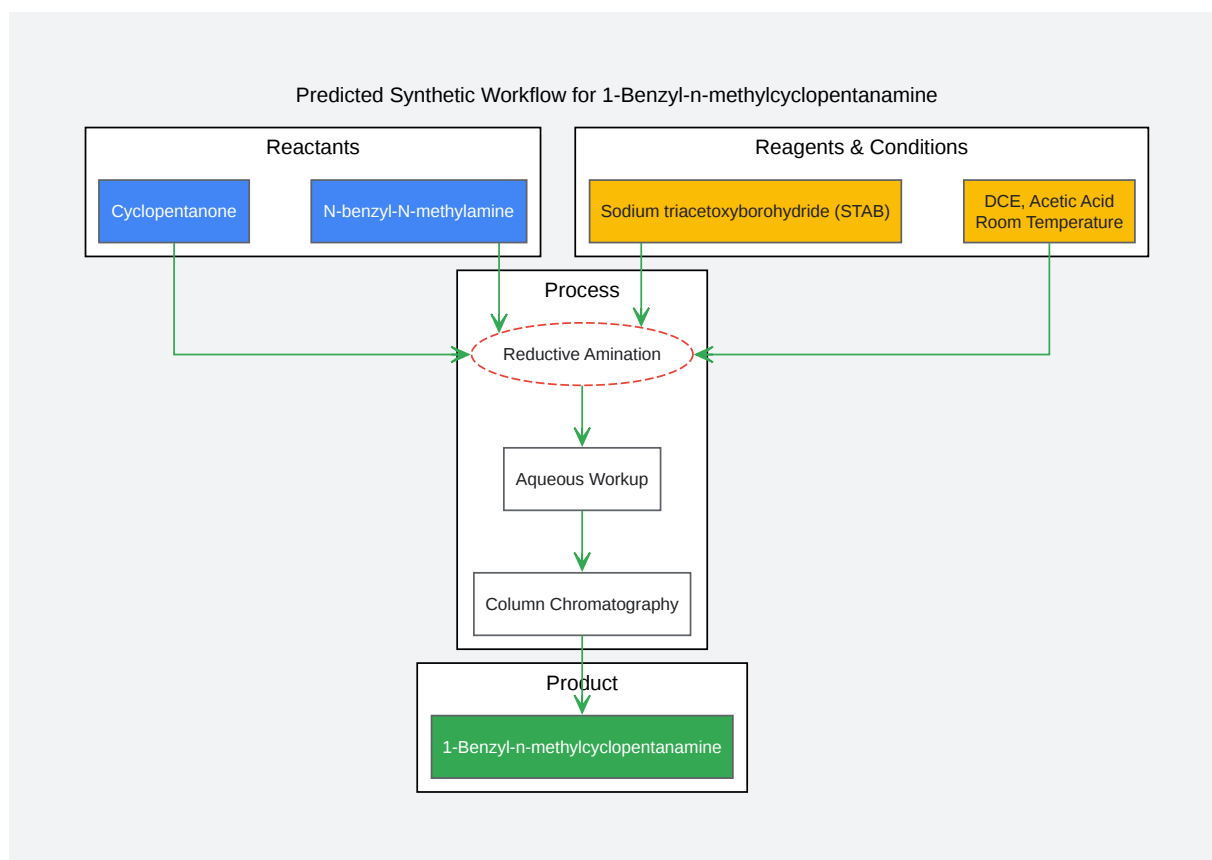 Predicted Synthetic Workflow for 1-Benzyl-n-methylcyclopentanamine
Reactants
Reagents & Conditions
Cyclopentanone
N-benzyl-N-methylamine
Sodium triacetoxyborohydride (STAB)
DCE, Acetic Acid
Room Temperature
Process
Reductive Amination
Aqueous Workup
Column Chromatography
Product
1-Benzyl-n-methylcyclopentanamine